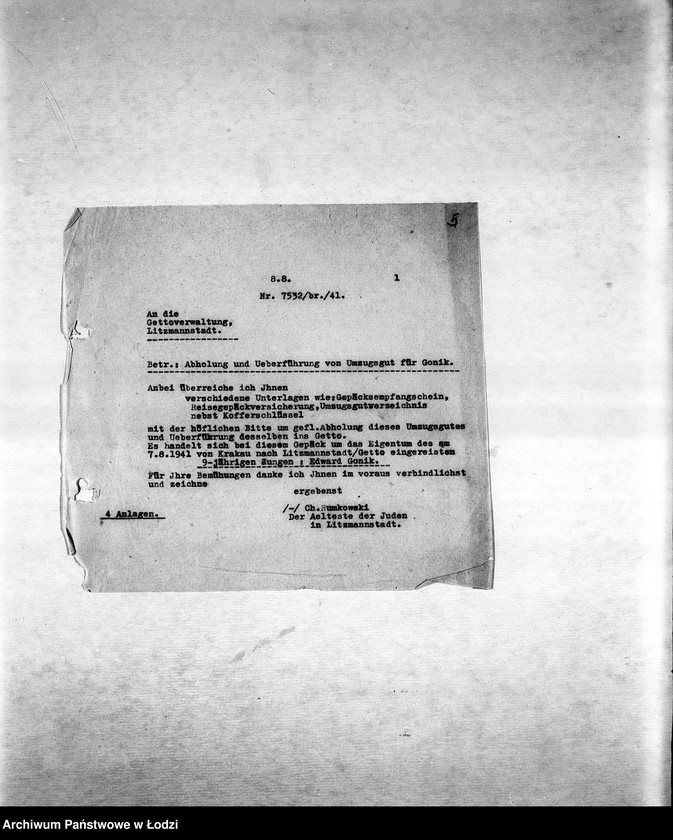 5
8.8. 1
Nr. 7532/br./41.
An die
Gettoverwaltung,
Litzmannstadt.
Betr.: Abholung und Ueberführung von Umzugsgut für Gonik.
Anbei überreiche ich Jhnen
verschiedene Unterlagen wie:Gepäcksempfangschein,
Reisegepäckversicherung,Umzugsgutverzeichnis
nebst Kofferschlüssel
mit der höflichen Bitte um gefl.Abholung dieses Umzugsgutes
und Ueberführung desselben ins Getto.
Es handelt sich bei diesem Gepäck um das Eigentum des am
7.8.1941 von Krakau nach Litzmannstadt/Getto eingereisten
9-jährigen Jungen : Edward Gonik.
Für Jhre Bemühungen danke ich Jhnen im voraus verbindlichst
und zeichne
ergebenst
/-/ Ch.Rumkowski
4 Anlagen.
Der Aelteste der Juden
in Litzmannstadt.
Archiwum Państwowe w Łodzi